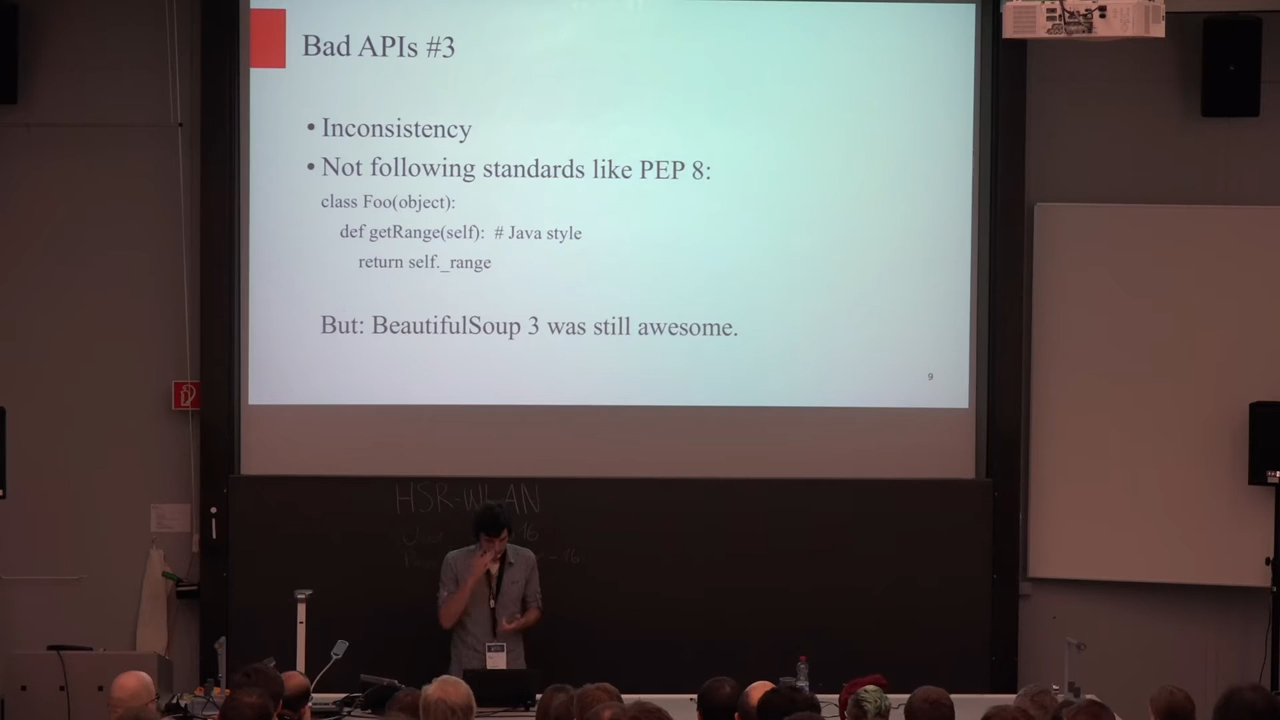 Bad APIs #3
• Inconsistency
• Not following standards like PEP 8:
class Foo(object):
def getRange(self): # Java style
return self._range
But: BeautifulSoup 3 was still awesome.
9
HSR-WLAN